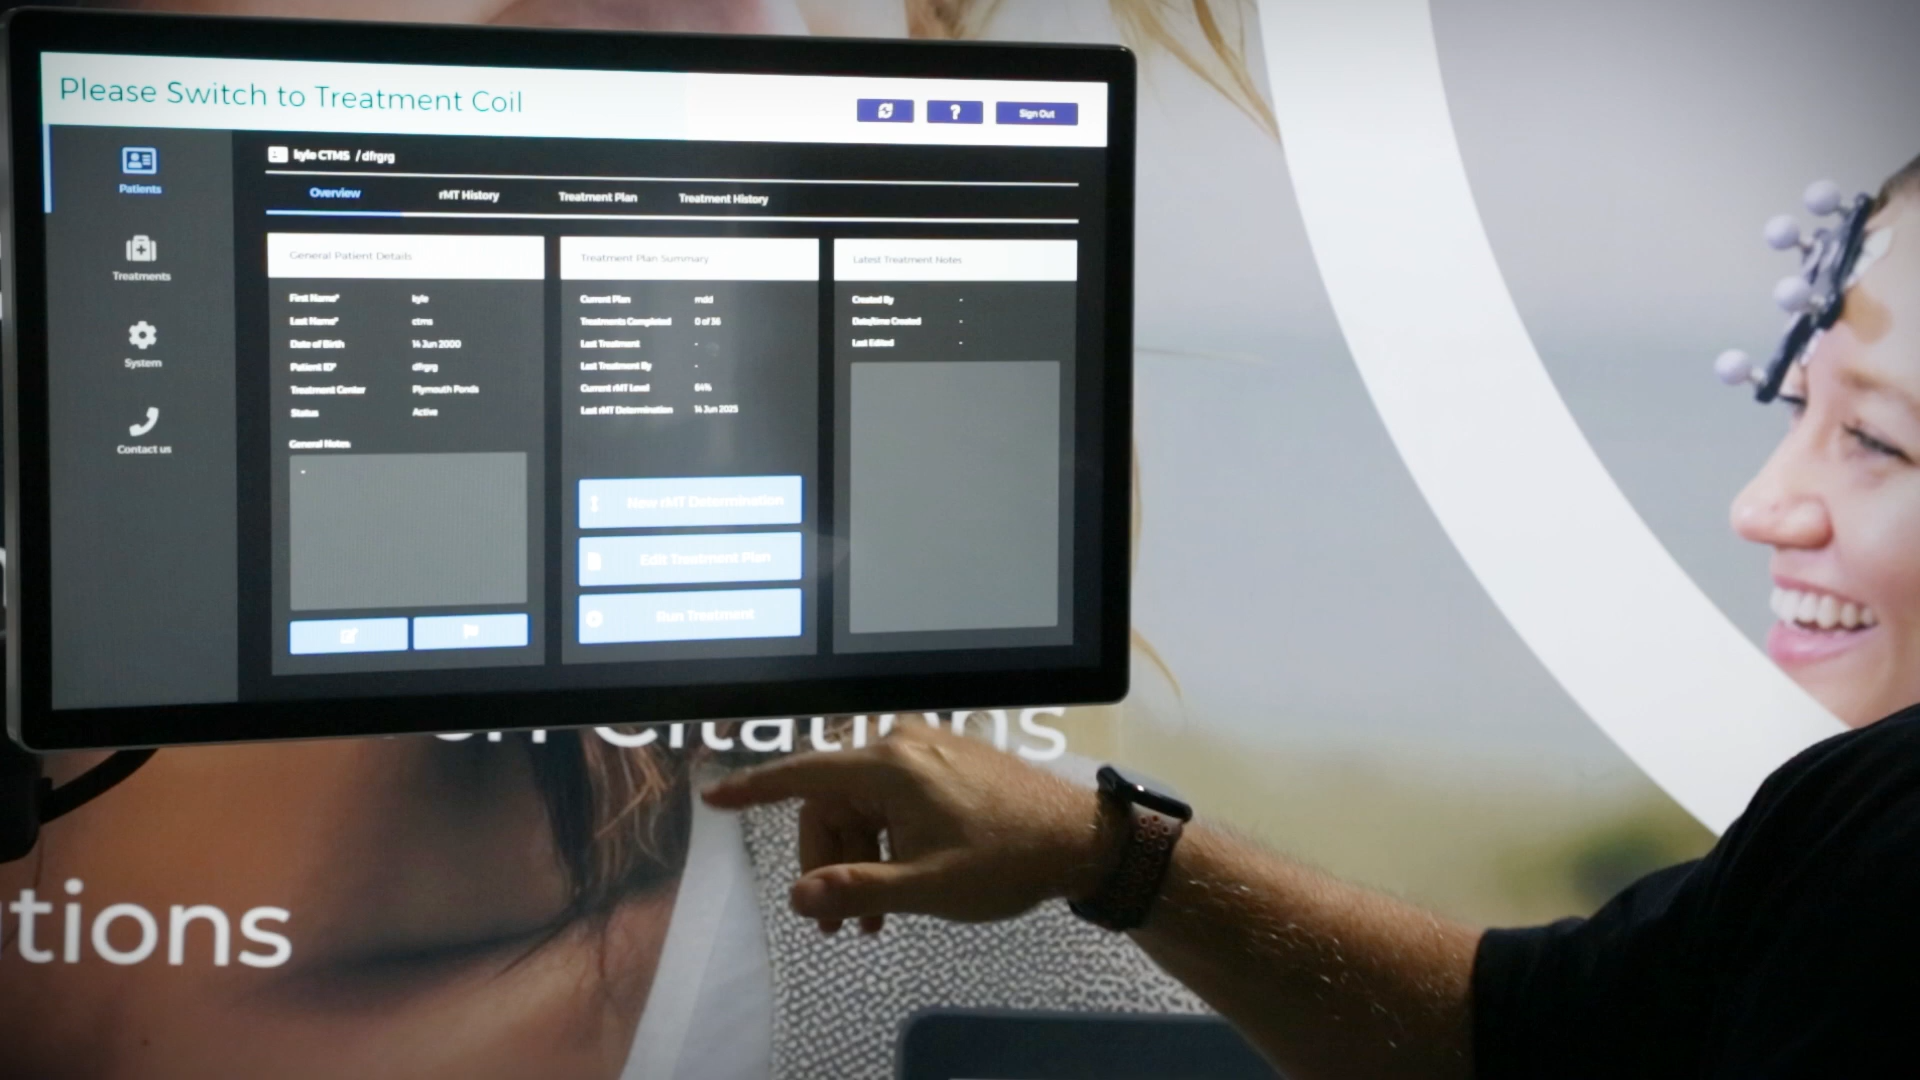 Please Switch to Treatment Coil
?
Sign Out
Patients
Treatments
System
Contact us
kyle CTMS / dfrgrg
Overview
rMT History
Treatment Plan
Treatment History
General Patient Details
First Name* kyle
Last Name* ctms
Date of Birth 14 Jun 2000
Patient ID* dfrgrg
Treatment Center Plymouth Ponds
Status Active
General Notes
-
Treatment Plan Summary
Current Plan mdd
Treatments Completed 0 of 36
Last Treatment -
Last Treatment By -
Current rMT Level 64%
Last rMT Determination 14 Jun 2025
New rMT Determination
Edit Treatment Plan
Run Treatment
Latest Treatment Notes
Created By -
Date/time Created -
Last Edited -
Citations
tions